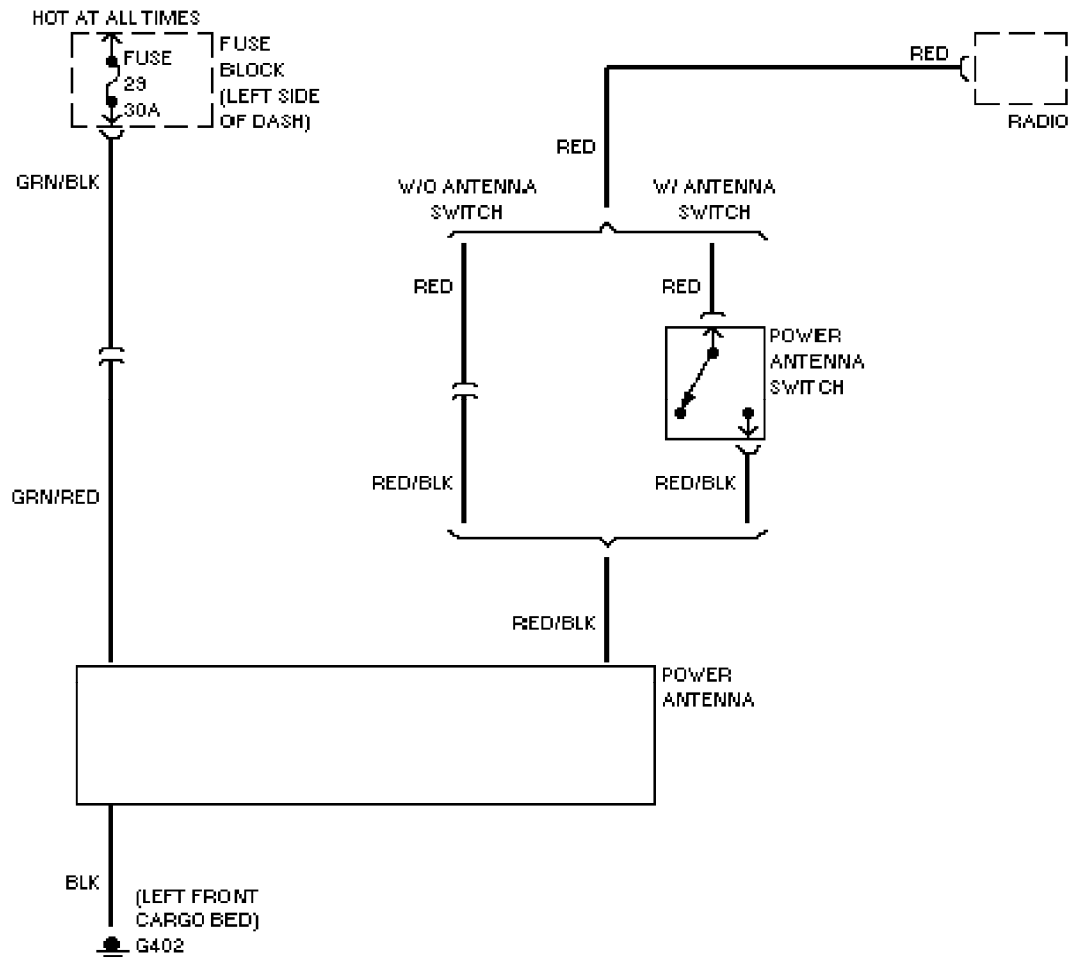 HOT AT ALL TIMES
FUSE
29
30A
FUSE
BLOCK
(LEFT SIDE
OF DASH)
GRN/BLK
GRN/RED
RED
RADIO
RED
W/O ANTENNA
SWITCH
W/ ANTENNA
SWITCH
RED
RED
POWER
ANTENNA
SWITCH
RED/BLK
RED/BLK
RED/BLK
POWER
ANTENNA
BLK
(LEFT FRONT
CARGO BED)
G402